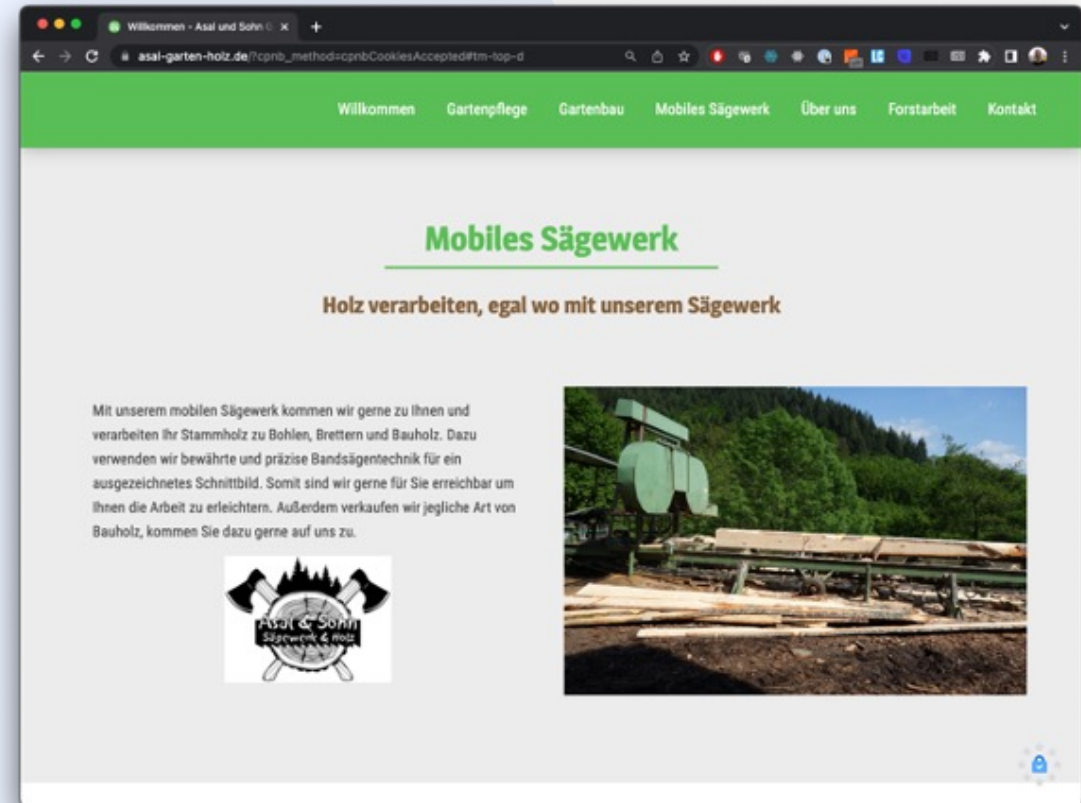 Willkommen - Asal und Sohn G
asal-garten-holz.de/?cpnb_method=cpnbCookiesAccepted#tm-top-d
Willkommen Gartenpflege Gartenbau Mobiles Sägewerk Über uns Forstarbeit Kontakt
Mobiles Sägewerk
Holz verarbeiten, egal wo mit unserem Sägewerk
Mit unserem mobilen Sägewerk kommen wir gerne zu Ihnen und
verarbeiten Ihr Stammholz zu Bohlen, Brettern und Bauholz. Dazu
verwenden wir bewährte und präzise Bandsägentechnik für ein
ausgezeichnetes Schnittbild. Somit sind wir gerne für Sie erreichbar um
Ihnen die Arbeit zu erleichtern. Außerdem verkaufen wir jegliche Art von
Bauholz, kommen Sie dazu gerne auf uns zu.
Asal & Sohn
Sägewerk & Holz